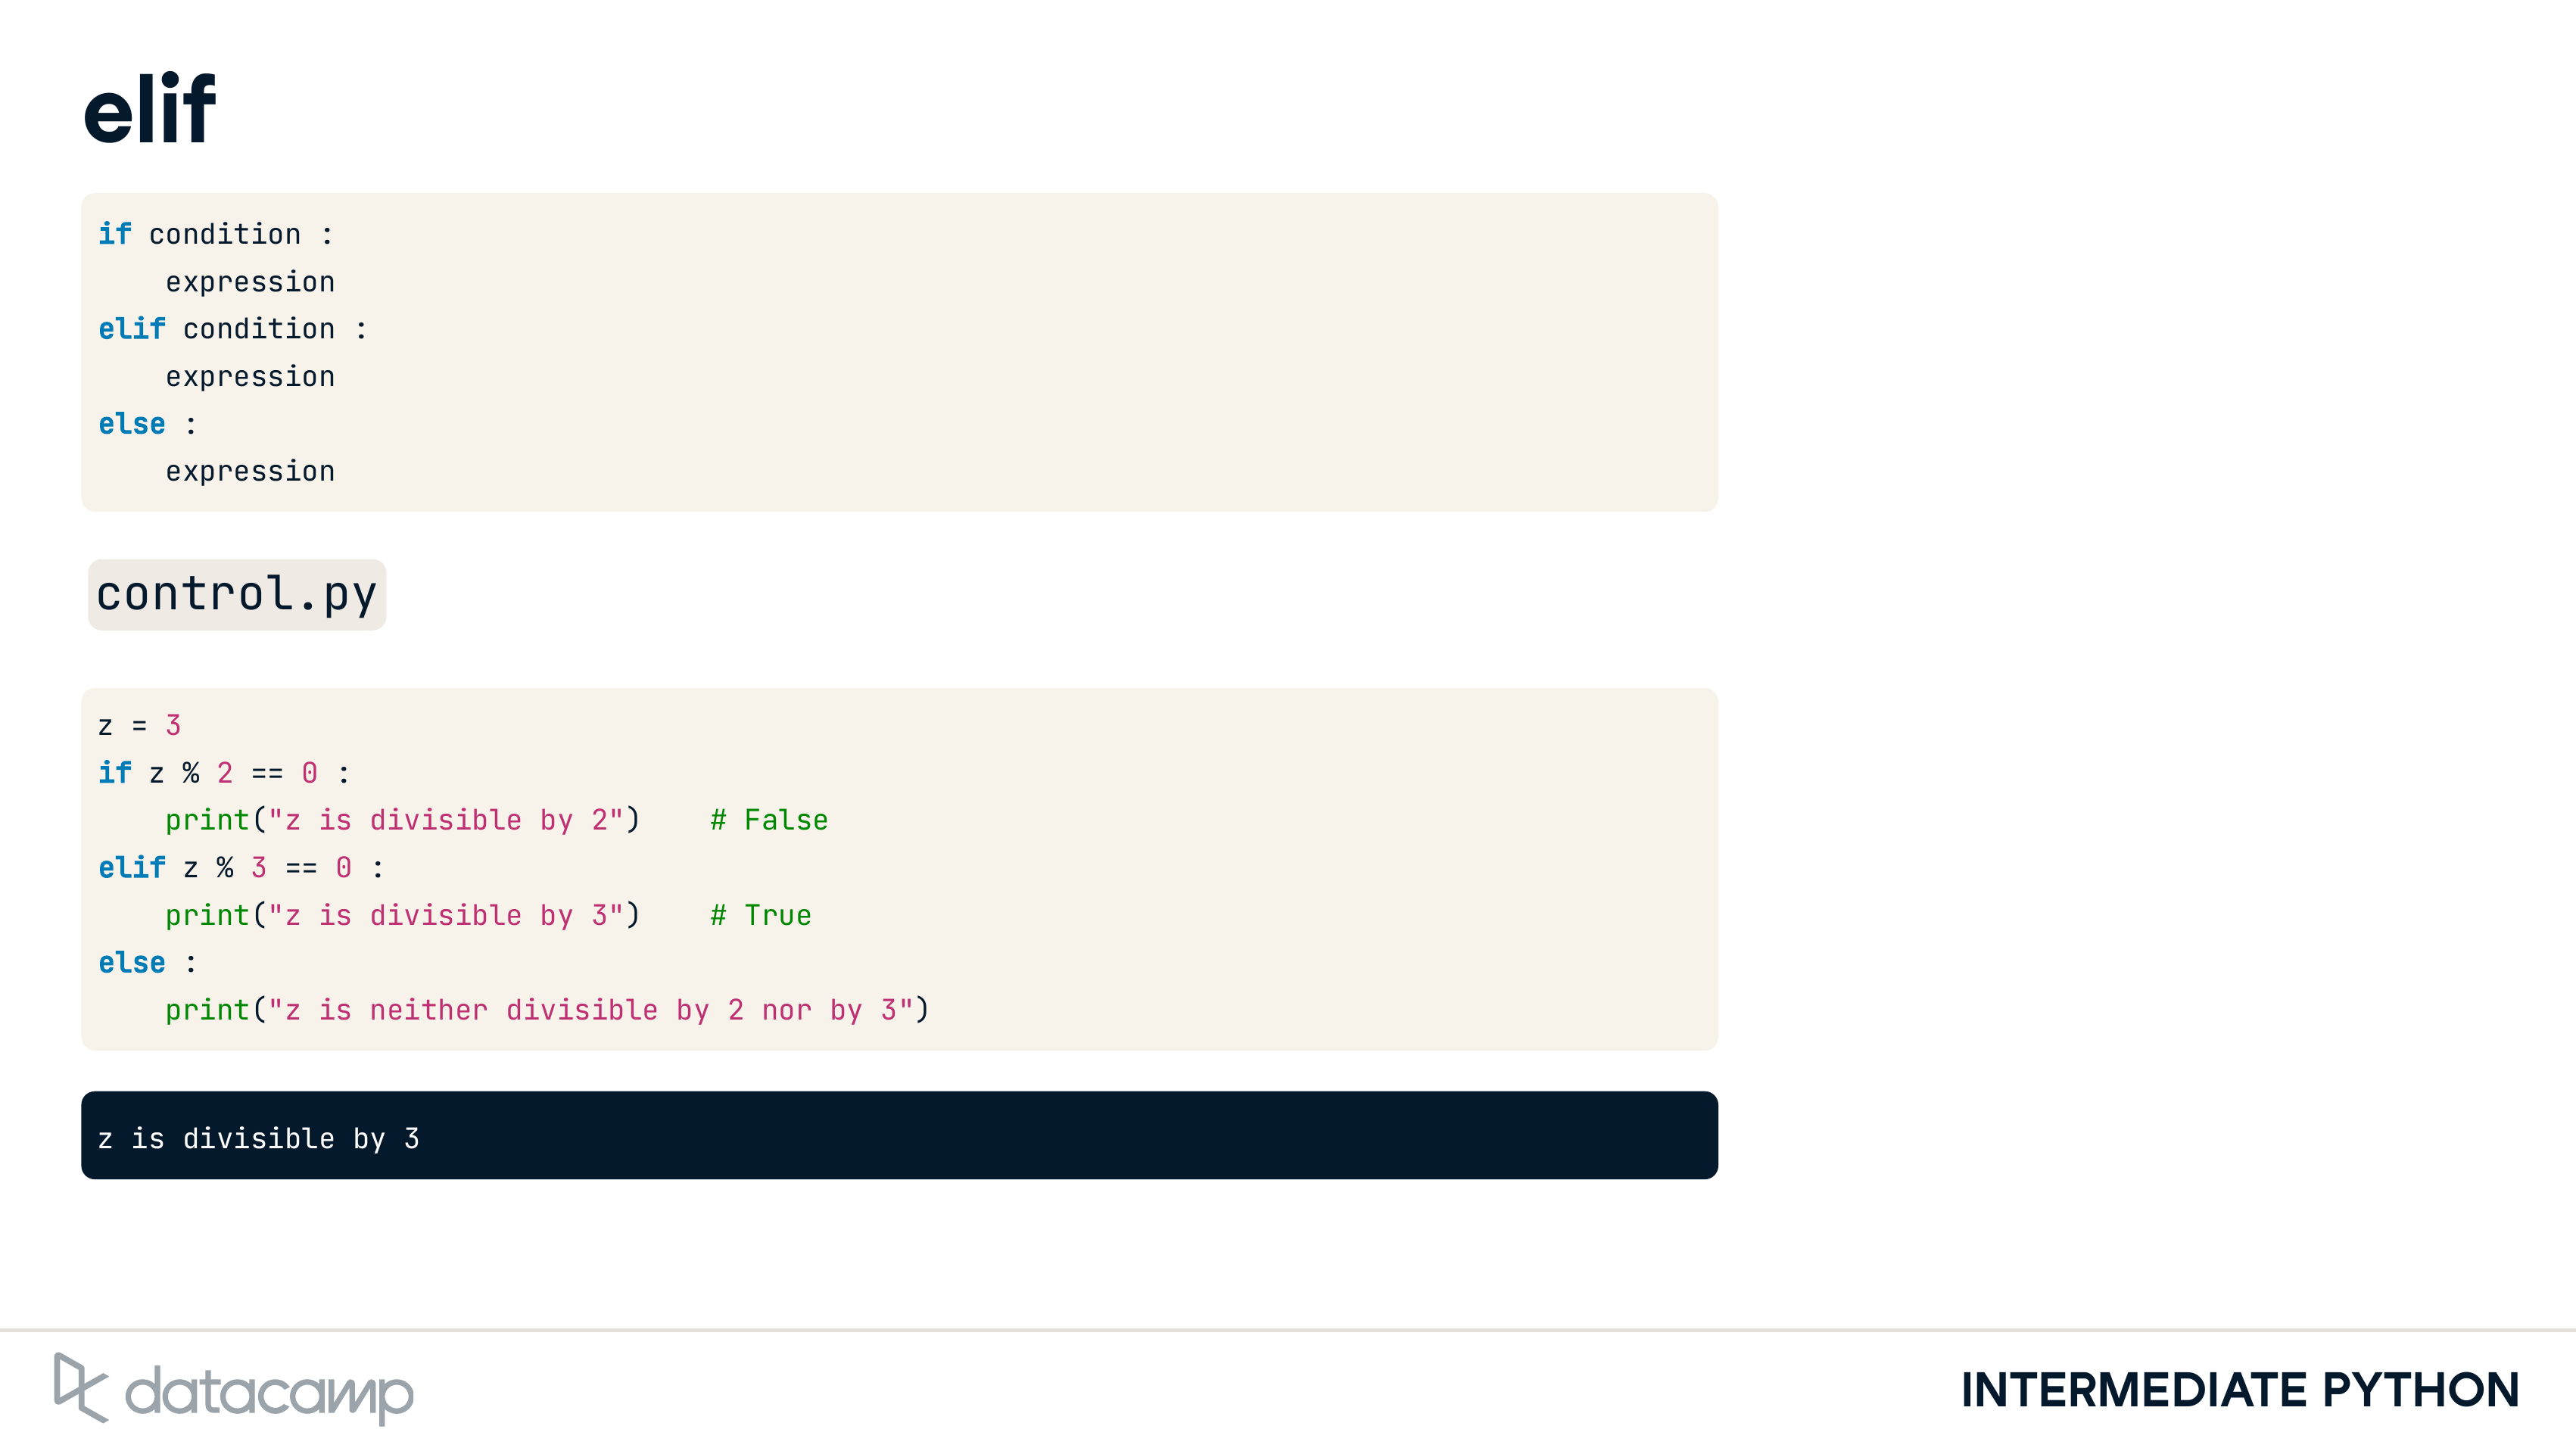 elif
if condition :
    expression
elif condition :
    expression
else :
    expression
control.py
z = 3
if z % 2 == 0 :
    print("z is divisible by 2")    # False
elif z % 3 == 0 :
    print("z is divisible by 3")    # True
else :
    print("z is neither divisible by 2 nor by 3")
z is divisible by 3
datacamp
INTERMEDIATE PYTHON